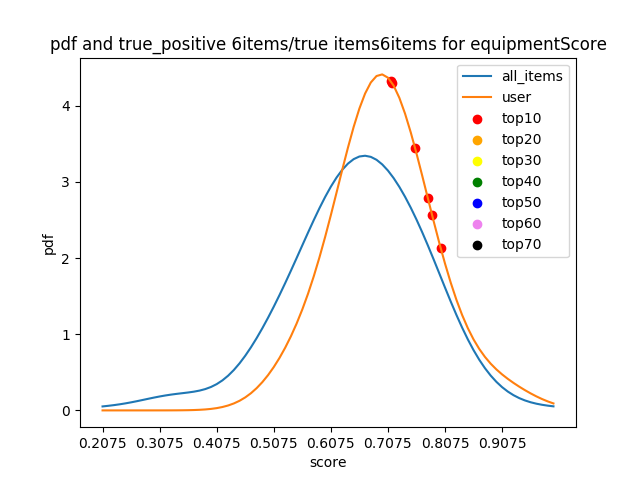 pdf and true_positive 6items/true items6items for equipmentScore
pdf
4
3
2
1
0
0.2075 0.3075 0.4075 0.5075 0.6075 0.7075 0.8075 0.9075
score
all_items
user
top10
top20
top30
top40
top50
top60
top70